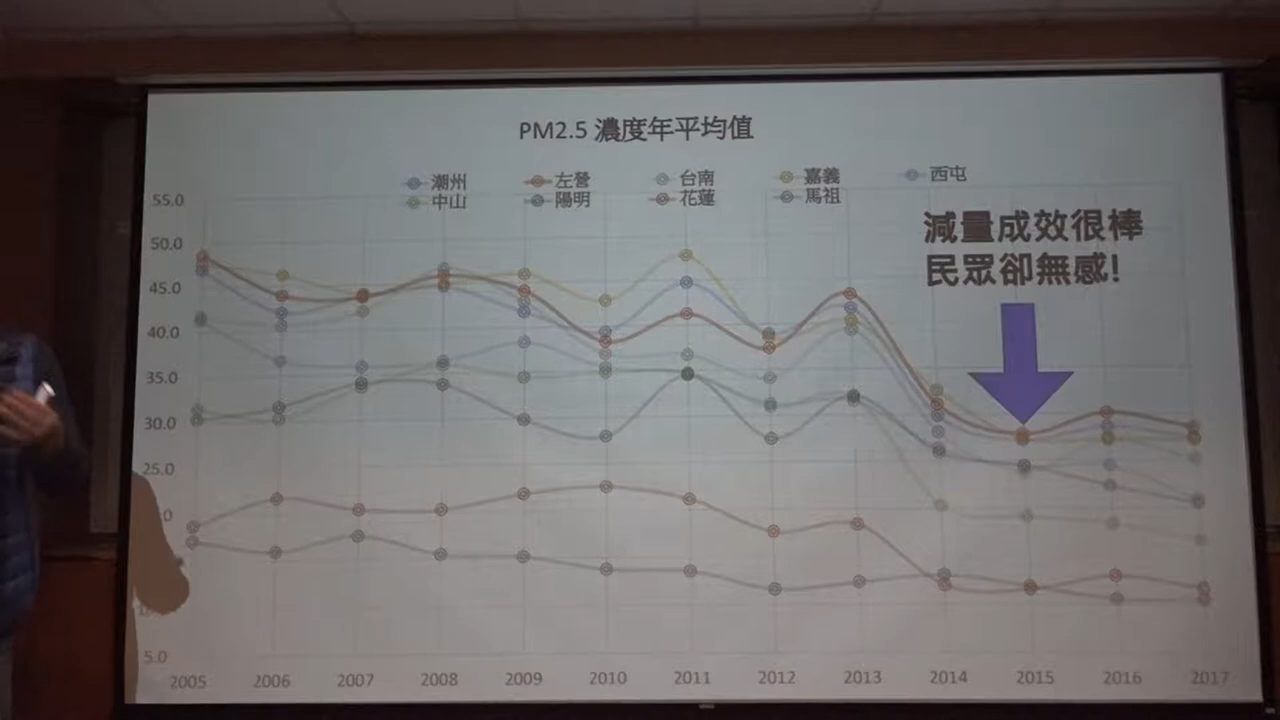 PM2.5 濃度年平均值
潮州 左營 台南 嘉義 西屯
中山 陽明 花蓮 馬祖
減量成效很棒
民眾卻無感!
55.0
50.0
45.0
40.0
35.0
30.0
25.0
5.0
2005 2006 2007 2008 2009 2010 2011 2012 2013 2014 2015 2016 2017